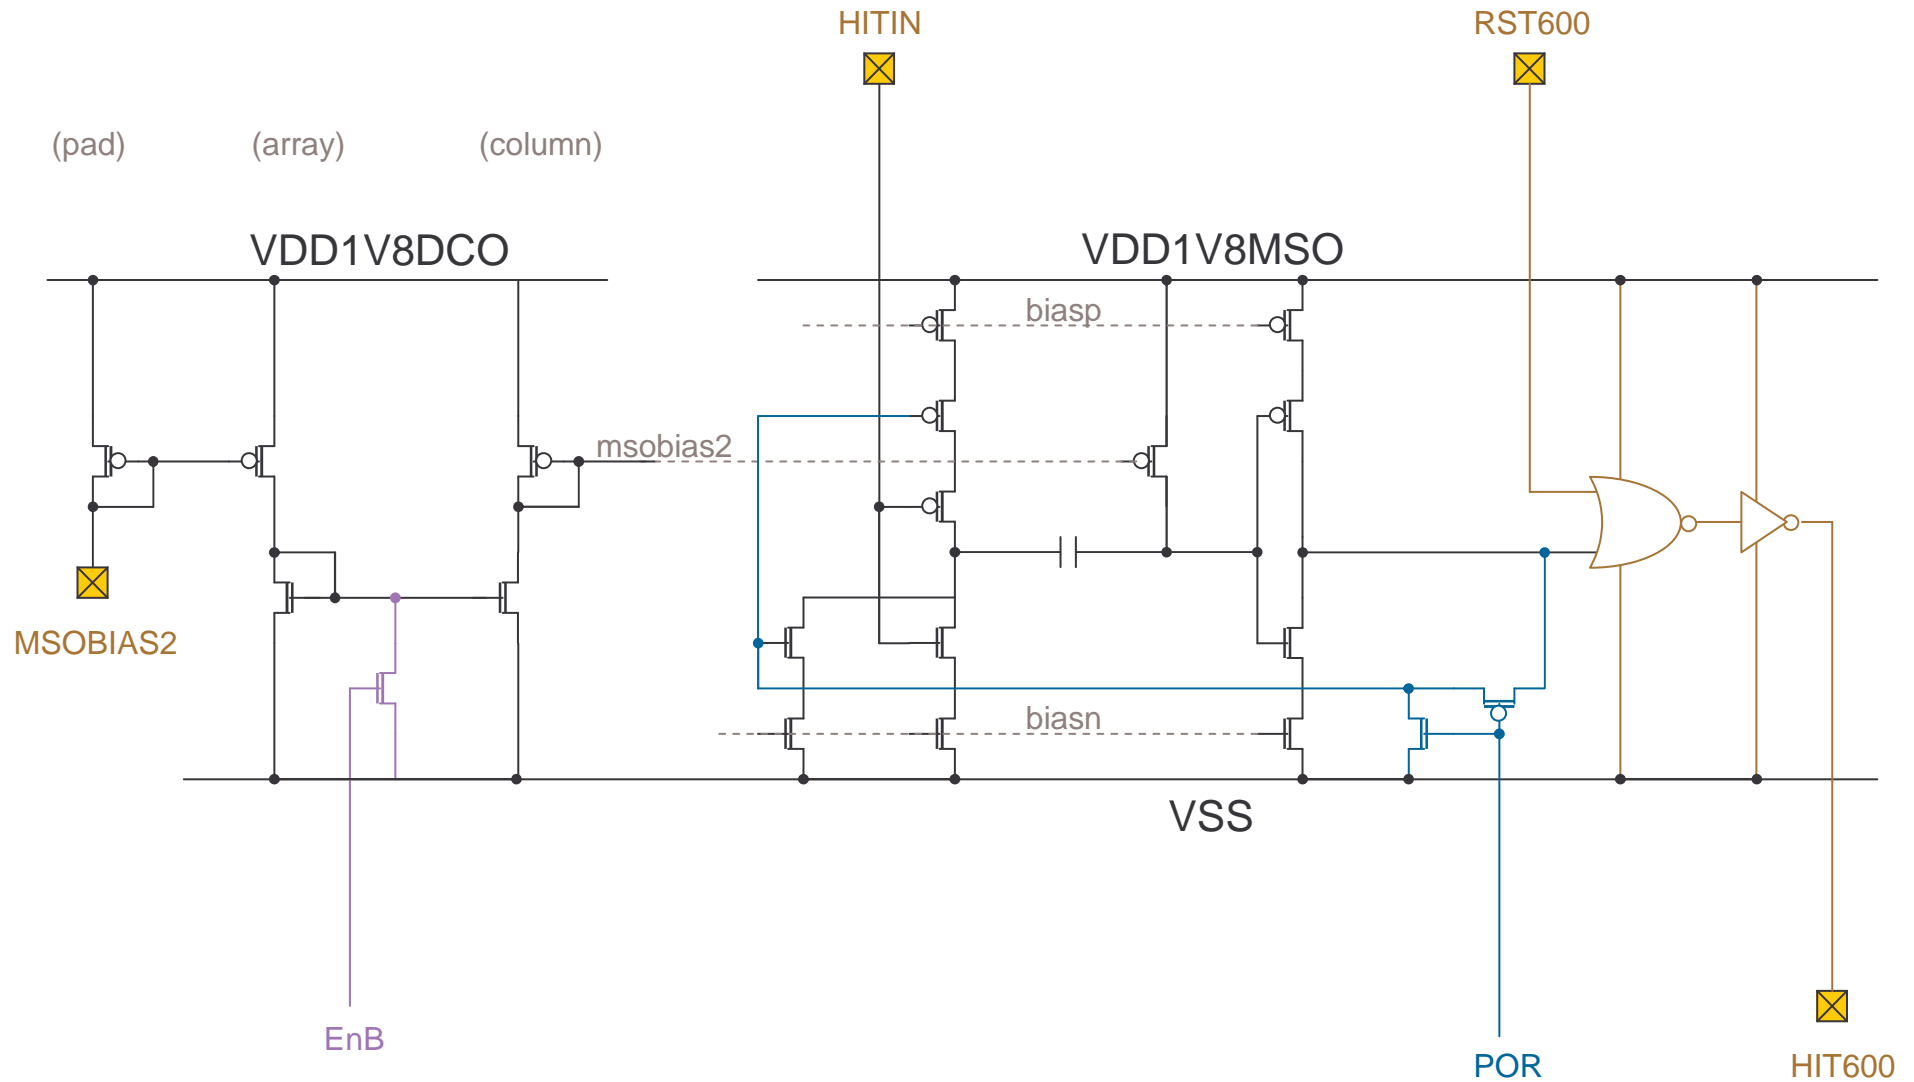 HITIN
RST600
(pad)
(array)
(column)
VDD1V8DCO
VDD1V8MSO
biasp
msobias2
MSOBIAS2
biasn
VSS
EnB
POR
HIT600